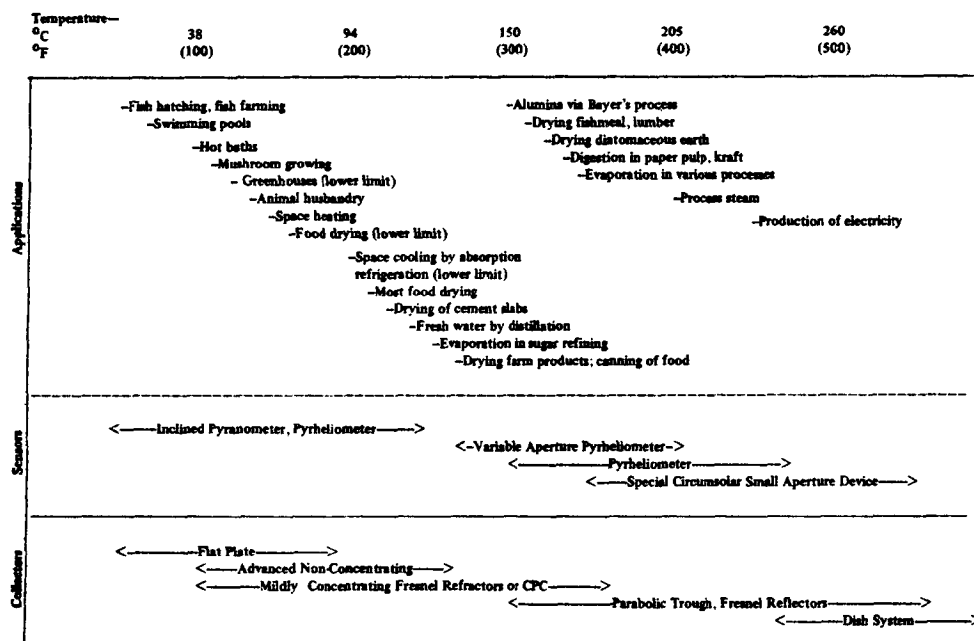 Temperature—
°C 38 94 150 205 260
°F (100) (200) (300) (400) (500)
Applications
–Fish hatching, fish farming
–Swimming pools
–Hot baths
–Mushroom growing
– Greenhouses (lower limit)
–Animal husbandry
–Space heating
–Food drying (lower limit)
–Space cooling by absorption
refrigeration (lower limit)
–Most food drying
–Drying of cement slabs
–Fresh water by distillation
–Evaporation in sugar refining
–Drying farm products; canning of food
–Alumina via Bayer's process
–Drying fishmeal, lumber
–Drying diatomaceous earth
–Digestion in paper pulp, kraft
–Evaporation in various processes
–Process steam
–Production of electricity
Sensors
<——Inclined Pyranometer, Pyrheliometer——>
<–Variable Aperture Pyrheliometer–>
<——Pyrheliometer——>
<——Special Circumsolar Small Aperture Device——>
Collectors
<——Flat Plate——>
<——Advanced Non-Concentrating——>
<——Mildly Concentrating Fresnel Refractors or CPC——>
<——Parabolic Trough, Fresnel Reflectors——>
<——Dish System——>